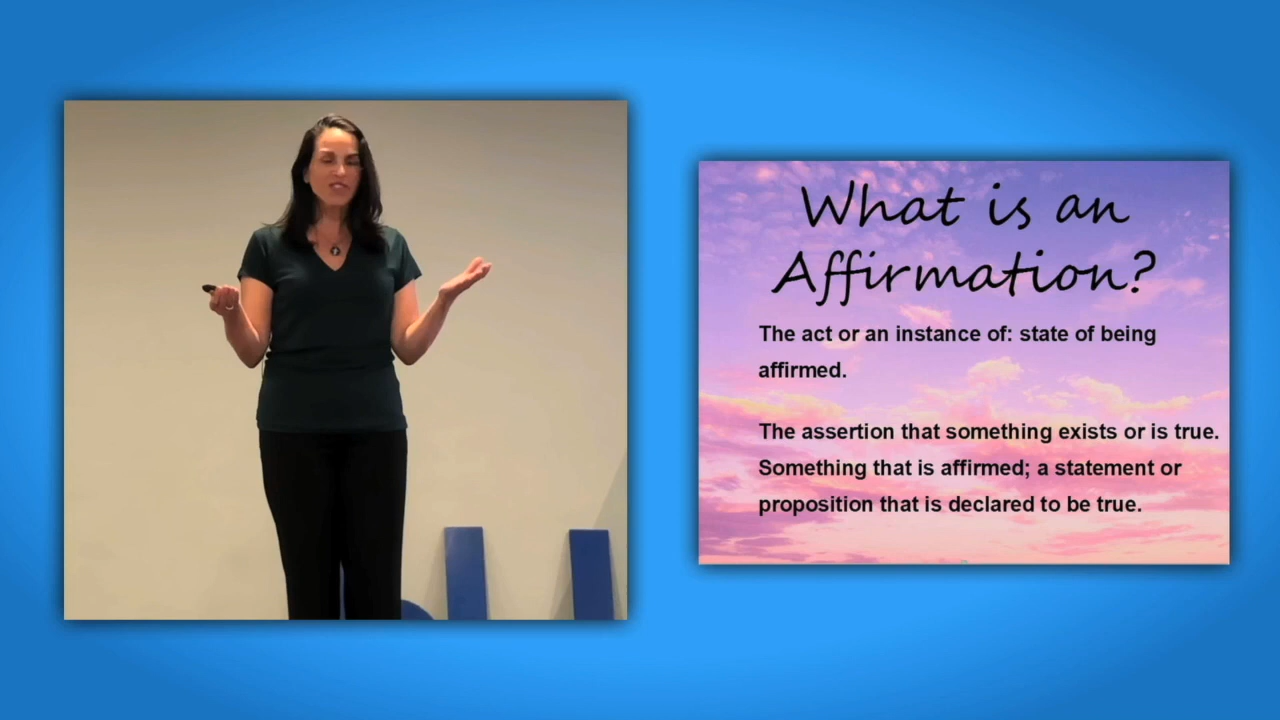 What is an
Affirmation?
The act or an instance of: state of being
affirmed.
The assertion that something exists or is true.
Something that is affirmed; a statement or
proposition that is declared to be true.